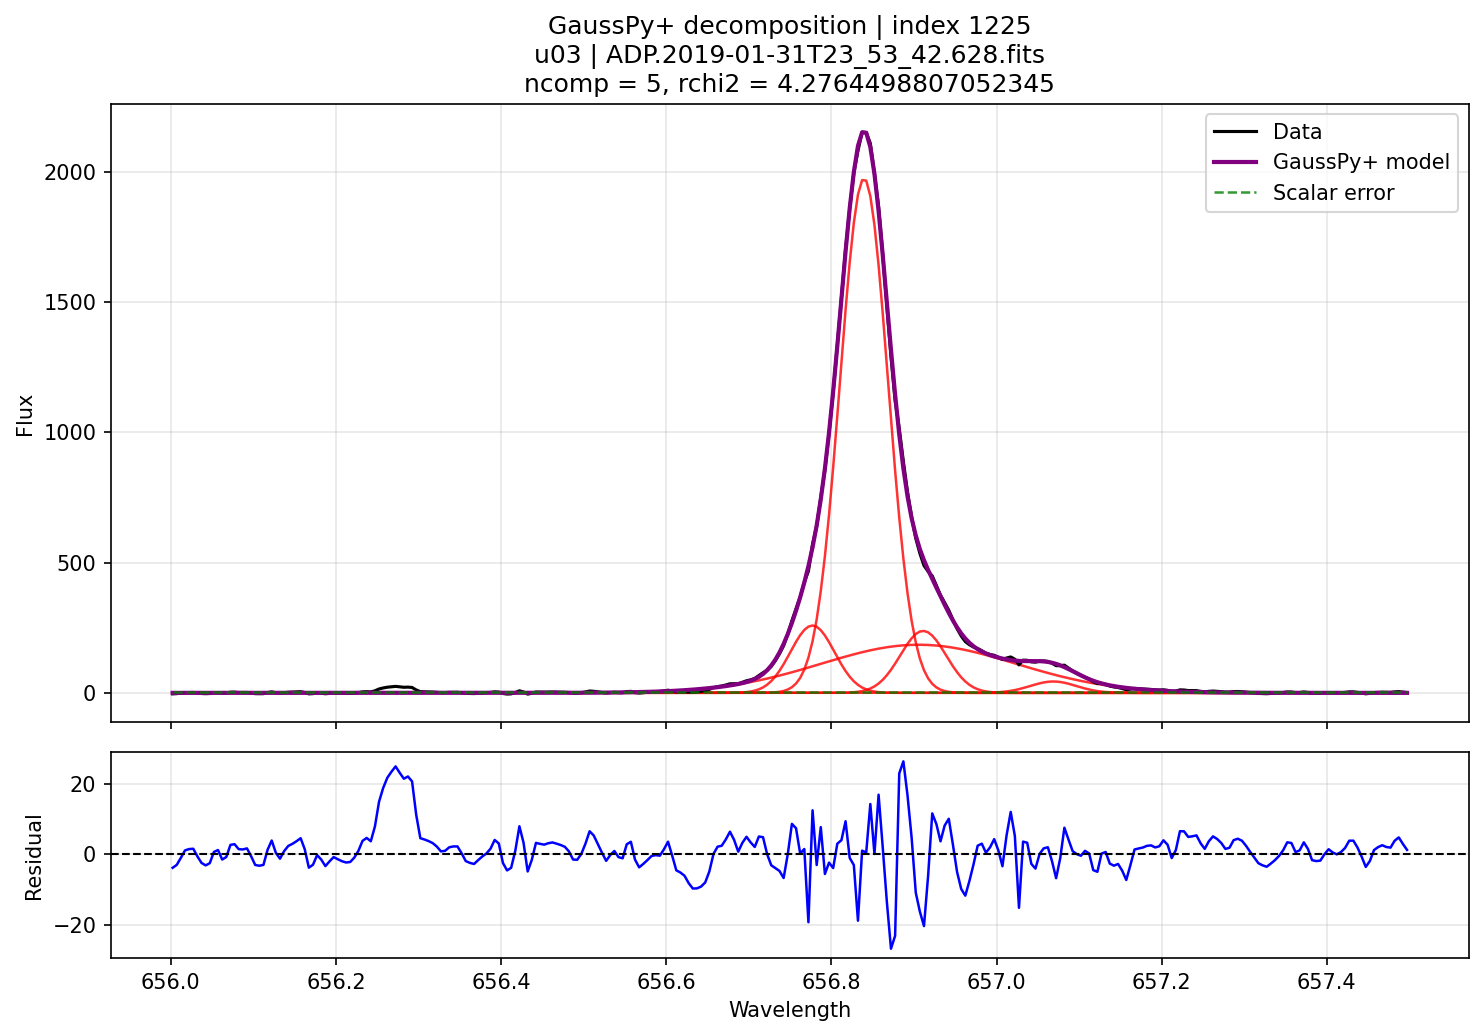 GaussPy+ decomposition | index 1225
u03 | ADP.2019-01-31T23_53_42.628.fits
ncomp = 5, rchi2 = 4.2764498807052345
Data
GaussPy+ model
Scalar error
Flux
2000
1500
1000
500
0
Residual
20
0
−20
656.0 656.2 656.4 656.6 656.8 657.0 657.2 657.4
Wavelength